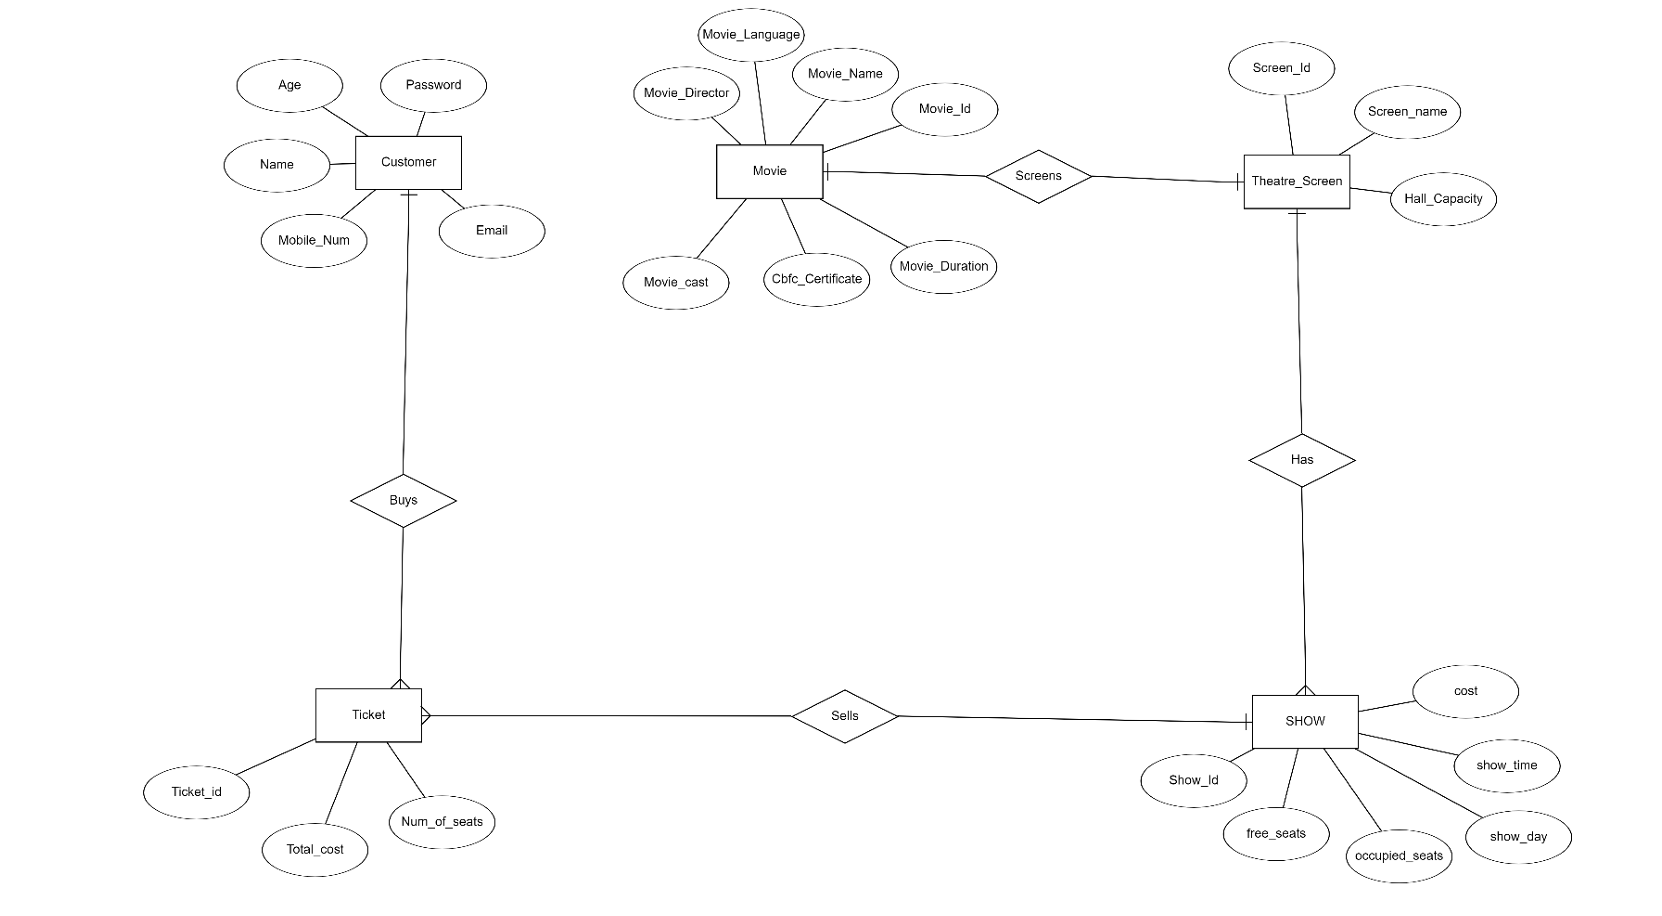 Movie_Language
Screen_Id
Movie_Name
Age
Password
Movie_Director
Movie_Id
Screen_name
Customer
Name
Movie
Screens
Theatre_Screen
Hall_Capacity
Email
Mobile_Num
Movie_Duration
Cbfc_Certificate
Movie_cast
Has
Buys
cost
Ticket
Sells
SHOW
show_time
Show_Id
Ticket_id
Num_of_seats
free_seats
show_day
Total_cost
occupied_seats